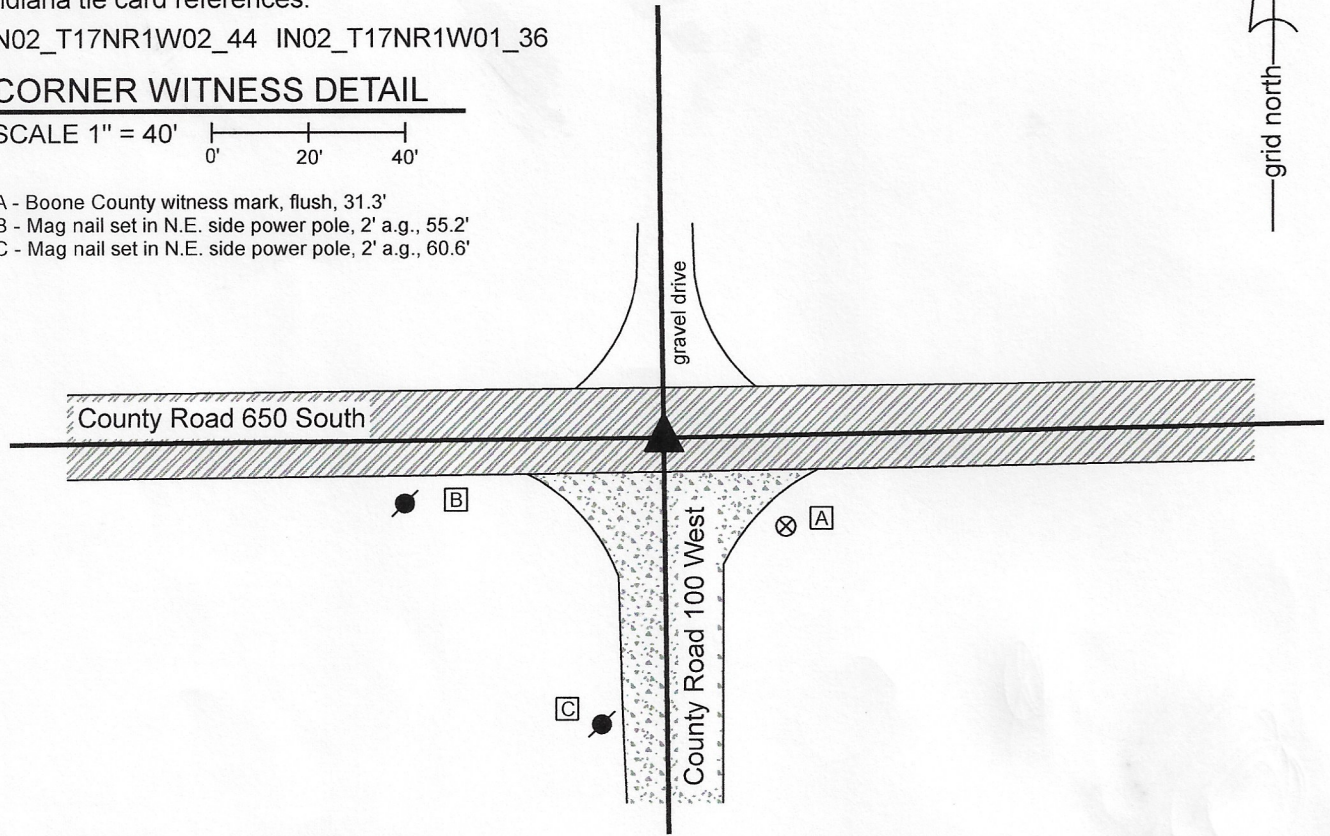 ndiana tie card references:
N02_T17NR1W02_44 IN02_T17NR1W01_36
CORNER WITNESS DETAIL
SCALE 1" = 40'
0' 20' 40'
A - Boone County witness mark, flush, 31.3'
B - Mag nail set in N.E. side power pole, 2' a.g., 55.2'
C - Mag nail set in N.E. side power pole, 2' a.g., 60.6'
grid north
gravel drive
County Road 650 South
B
A
County Road 100 West
C